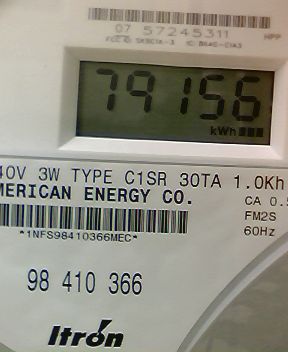 07 57245311
HPP
79156
kWh
40V 3W TYPE C1SR 30TA 1.0Kh
MERICAN ENERGY CO.
CA 0.5
*1NFS98410366MEC*
FM2S
60Hz
98 410 366
Itron